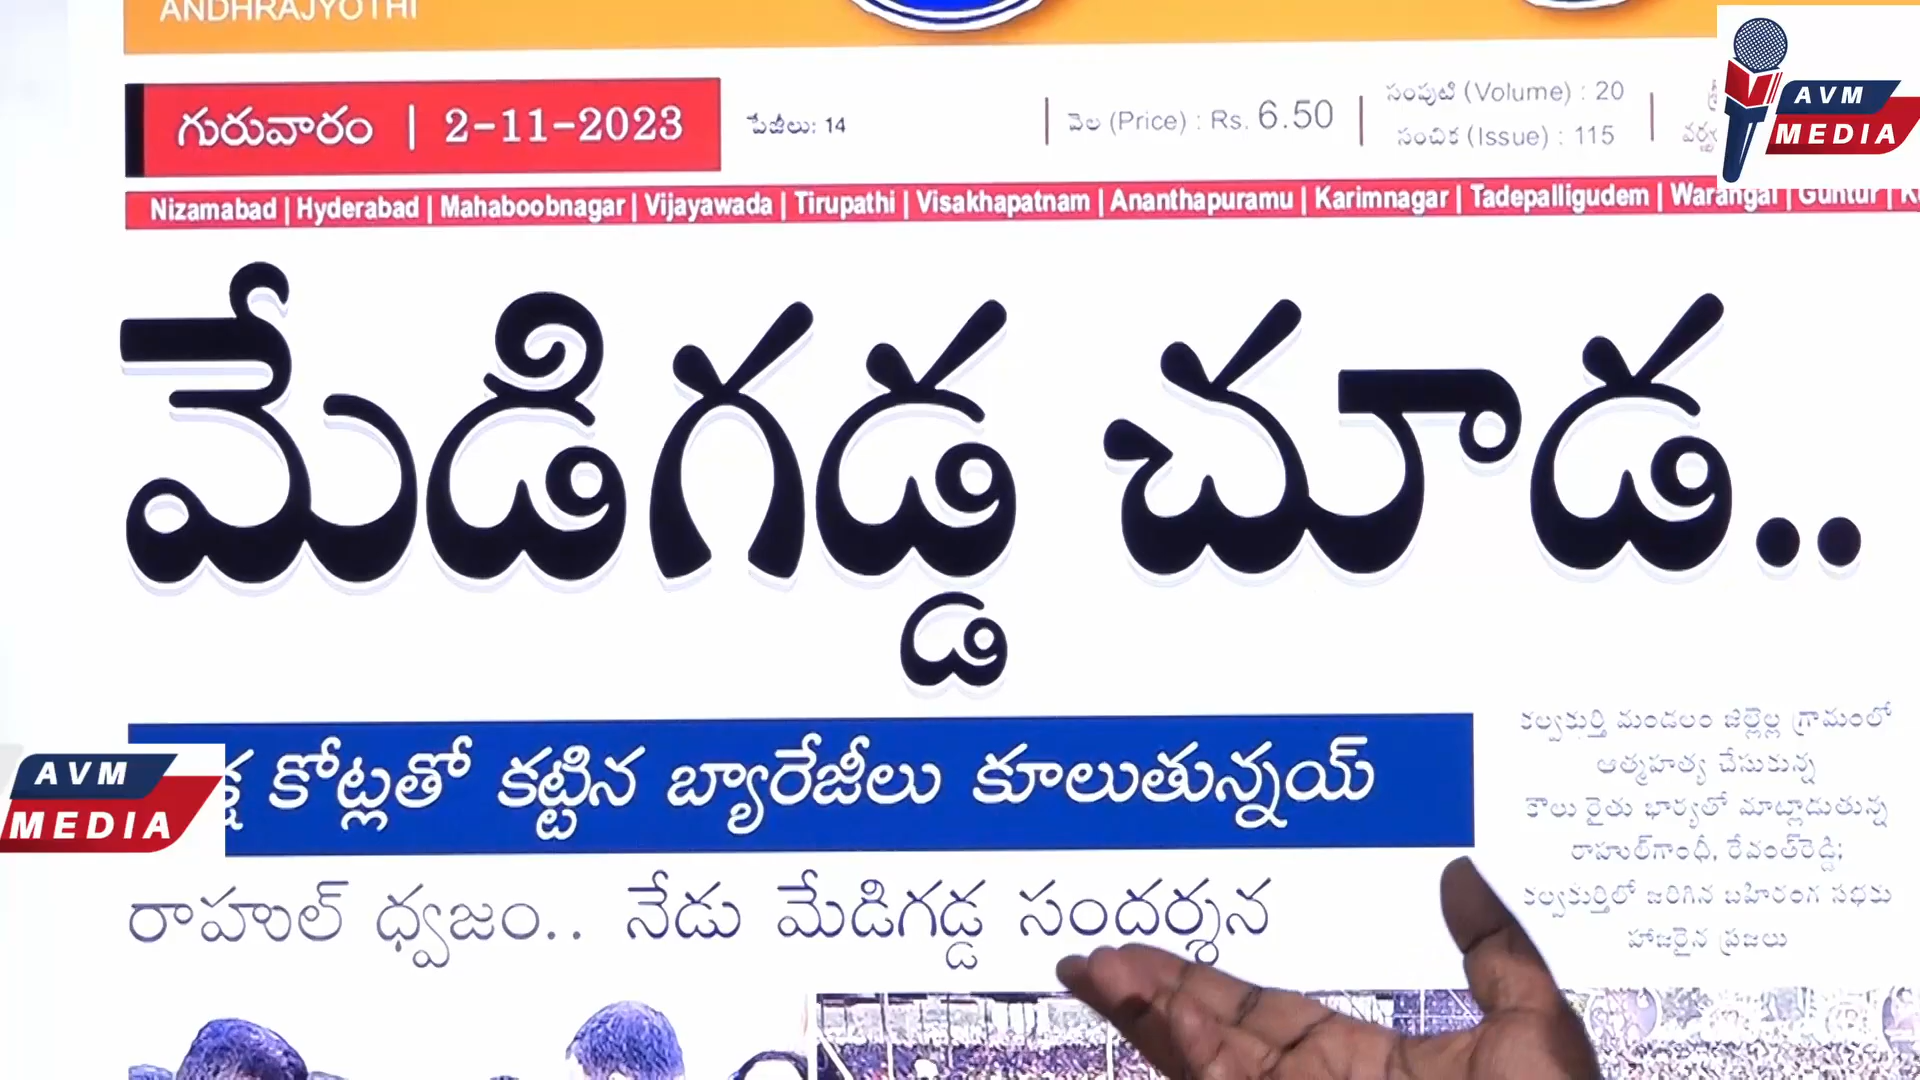 ANDHRAJYOTHI
గురువారం | 2-11-2023
పేజీలు: 14
వెల (Price) : Rs. 6.50
సంపుటి (Volume) : 20
సంచిక (Issue) : 115
AVM
MEDIA
Nizamabad | Hyderabad | Mahaboobnagar | Vijayawada | Tirupathi | Visakhapatnam | Ananthapuramu | Karimnagar | Tadepalligudem | Warangal | Guntur |
మేడిగడ్డ చూడ..
కోట్లతో కట్టిన బ్యారేజీలు కూలుతున్నయ్
AVM
MEDIA
రాహుల్ ధ్వజం.. నేడు మేడిగడ్డ సందర్శన
కల్వకుర్తి మండలం జిల్లెల్ల గ్రామంలో
ఆత్మహత్య చేసుకున్న
కౌలు రైతు భార్యతో మాట్లాడుతున్న
రాహుల్‌గాంధీ, రేవంత్‌రెడ్డి;
కల్వకుర్తిలో జరిగిన బహిరంగ సభకు
హాజరైన ప్రజలు